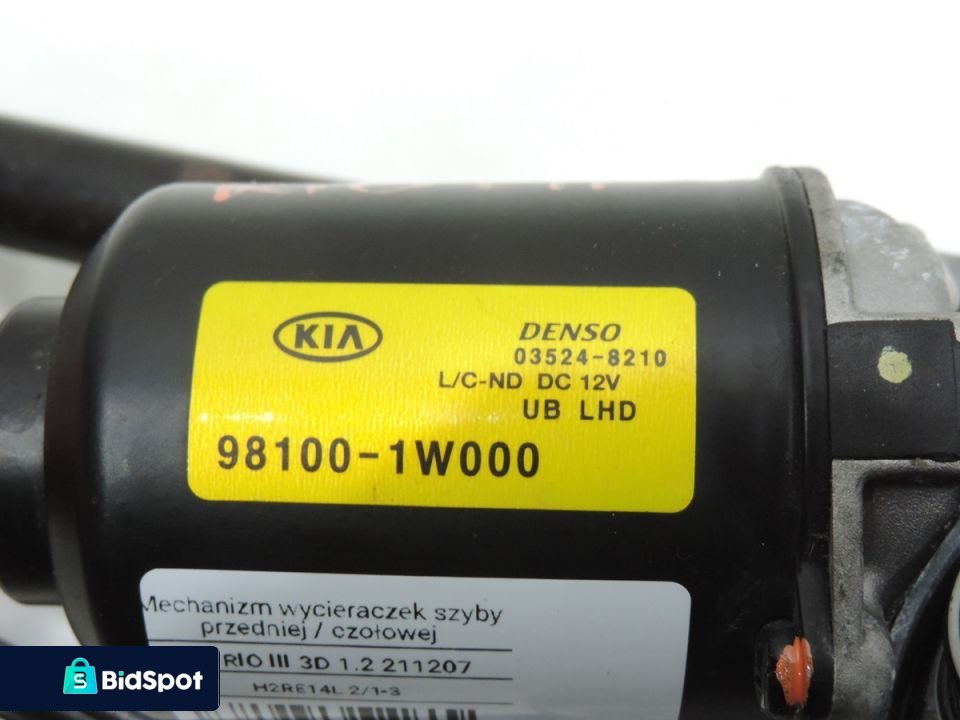 KIA
DENSO
03524-8210
L/C-ND DC 12V
UB LHD
98100-1W000
Mechanizm wycieraczek szyby
przedniej / czołowej
RIO III 3D 1.2 211207
H2RE14L 2/1-3
BidSpot